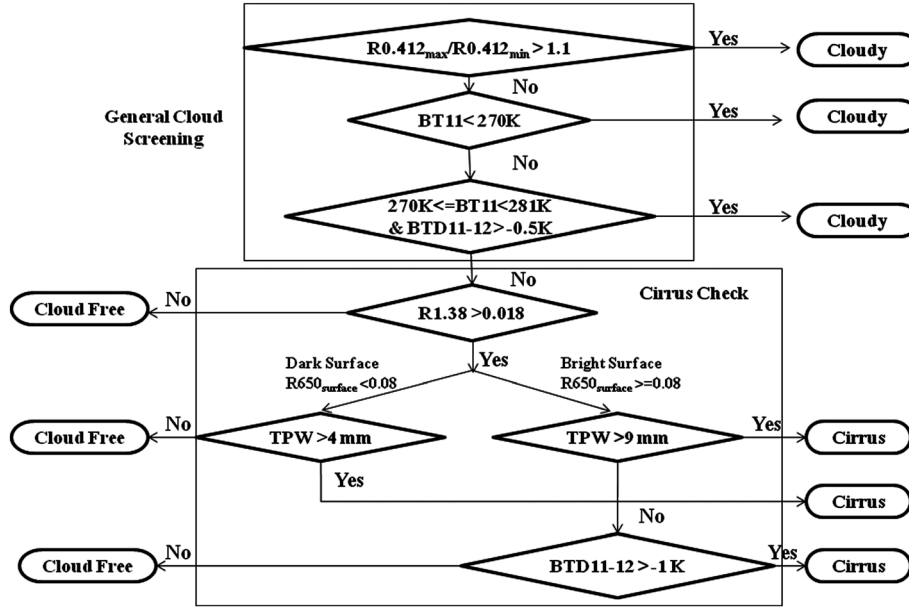 R0.412max/R0.412min > 1.1
Yes
Cloudy
No
General Cloud
Screening
BT11< 270K
Yes
Cloudy
No
270K<=BT11<281K
& BTD11-12>-0.5K
Yes
Cloudy
No
Cirrus Check
Cloud Free
No
R1.38 >0.018
Yes
Dark Surface
R650surface<0.08
Bright Surface
R650surface>=0.08
Cloud Free
No
TPW >4 mm
TPW >9 mm
Yes
Cirrus
Yes
Cirrus
No
Cloud Free
No
BTD11-12 >-1 K
Yes
Cirrus